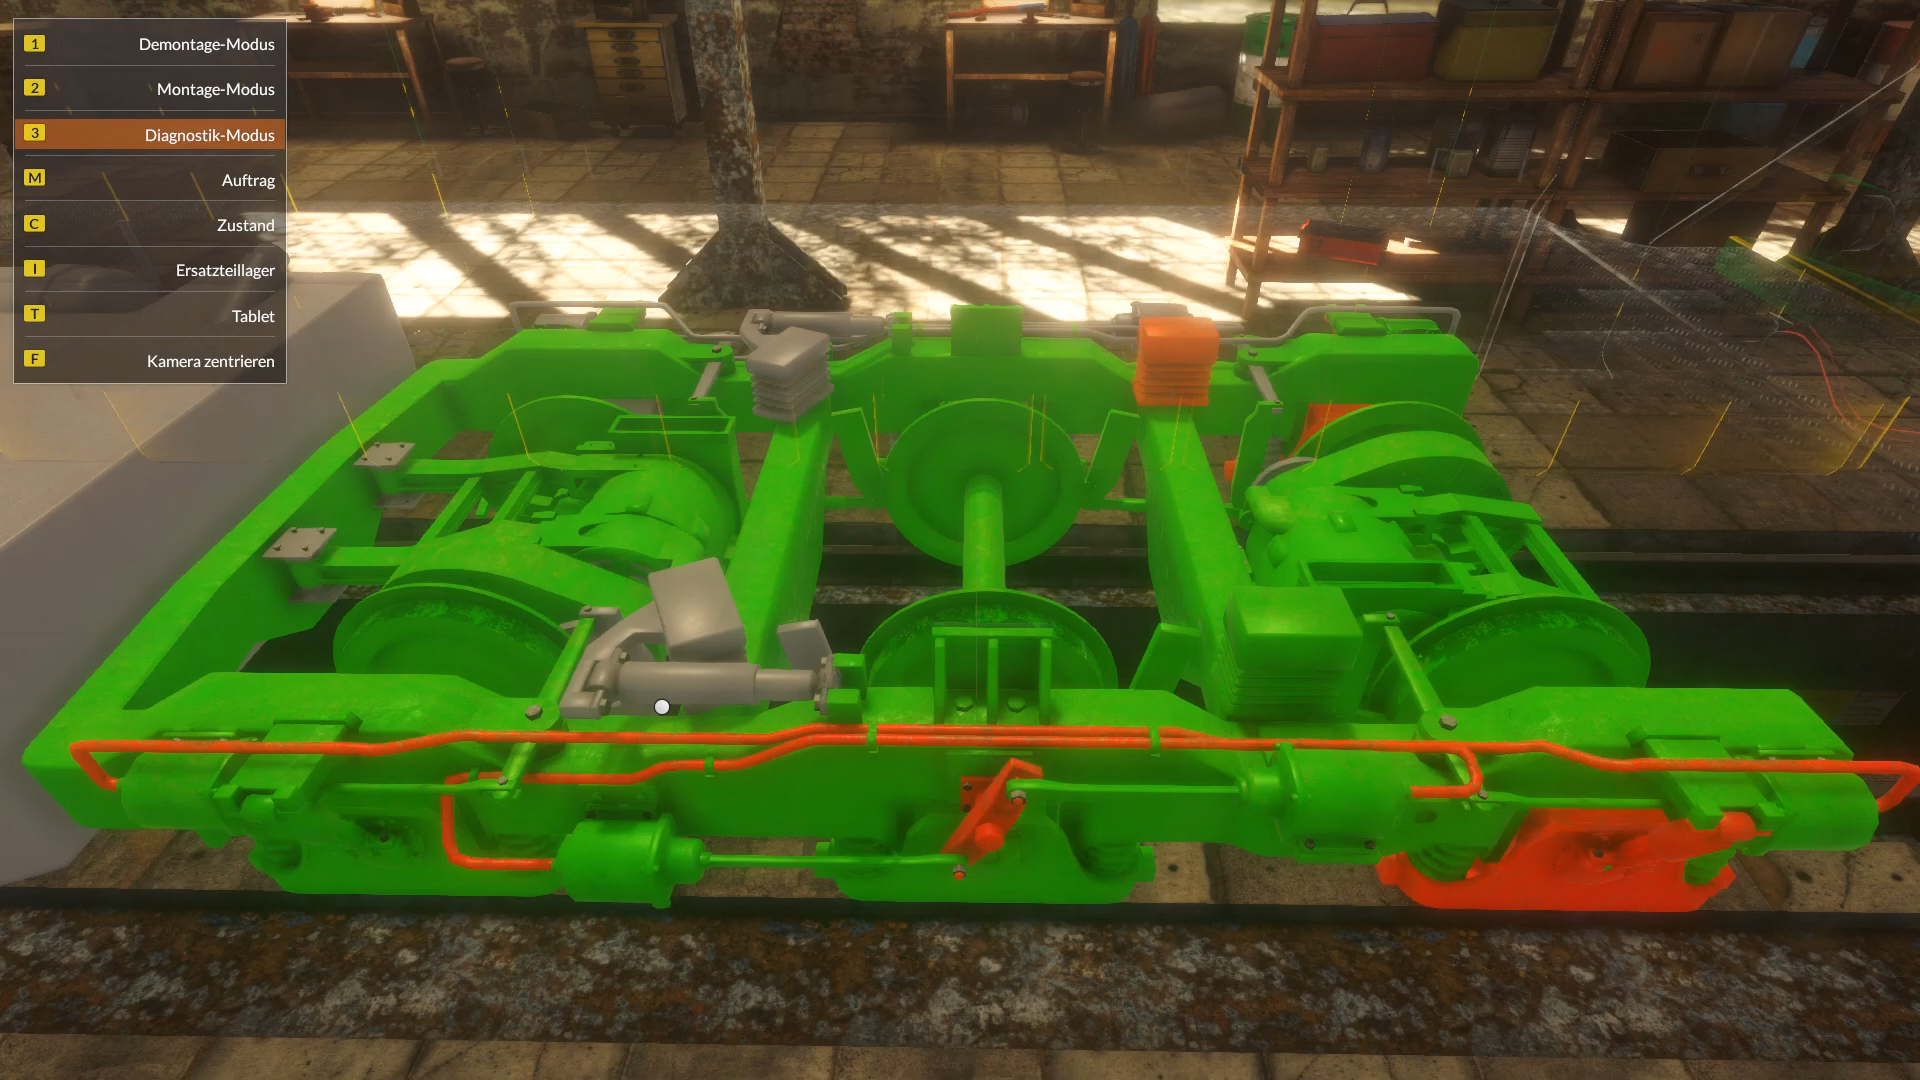 1 Demontage-Modus
2 Montage-Modus
3 Diagnostik-Modus
M Auftrag
C Zustand
I Ersatzteillager
T Tablet
F Kamera zentrieren